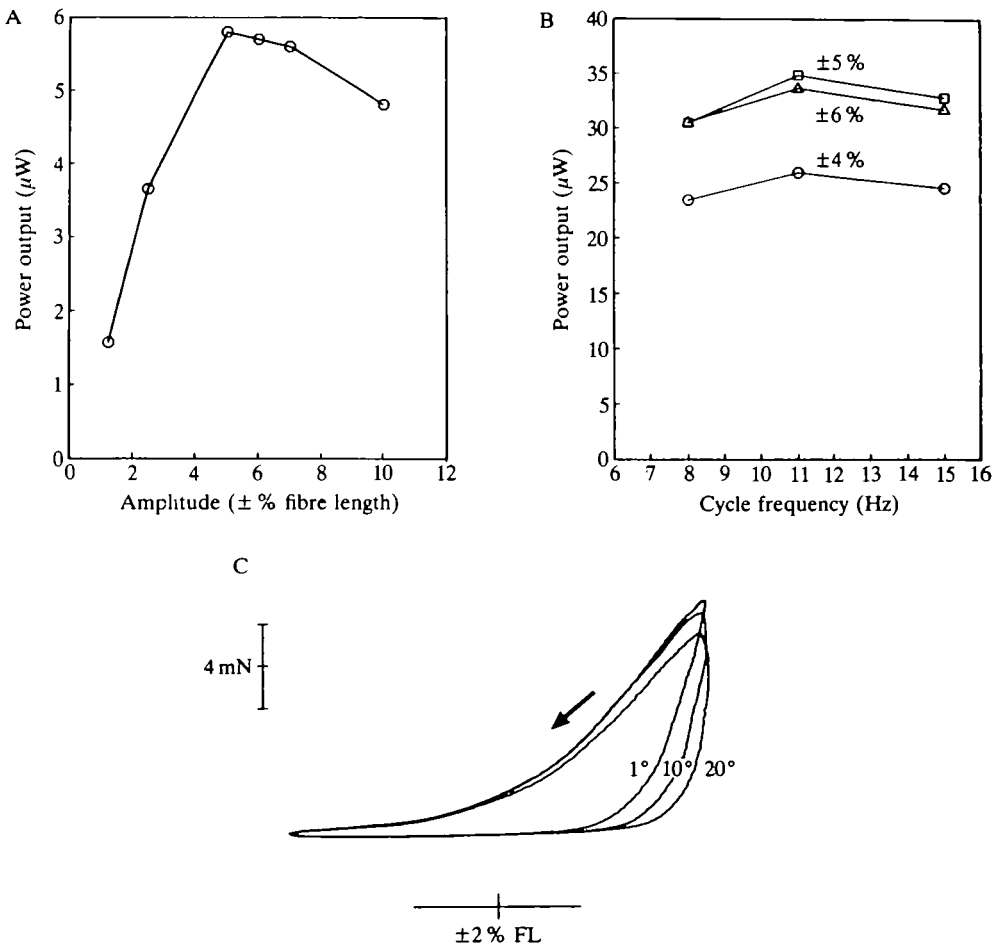 A
Power output (μW)
6
5
4
3
2
1
0
0 2 4 6 8 10 12
Amplitude (± % fibre length)
B
Power output (μW)
40
35
30
25
20
15
10
5
0
±5 %
±6 %
±4 %
6 7 8 9 10 11 12 13 14 15 16
Cycle frequency (Hz)
C
4 mN
1° 10° 20°
±2 % FL